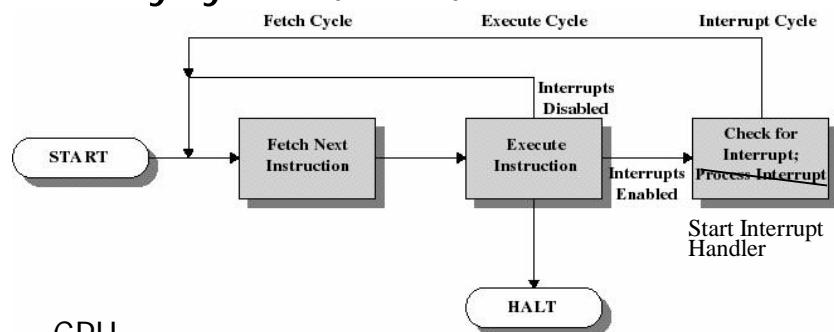 Fetch Cycle
Execute Cycle
Interrupt Cycle
Interrupts
Disabled
START
Fetch Next
Instruction
Execute
Instruction
Interrupts
Enabled
Check for
Interrupt;
Process Interrupt
Start Interrupt
Handler
HALT